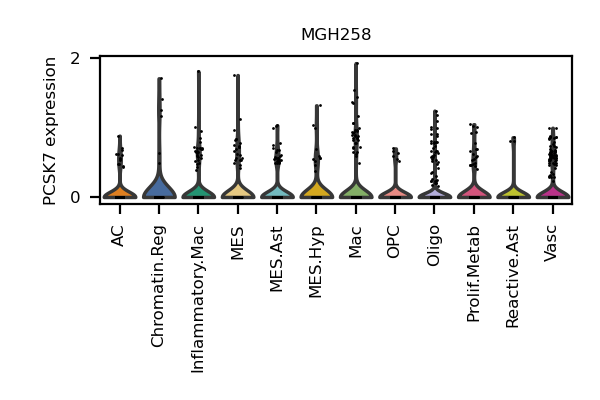 MGH258
PCSK7 expression
2
0
AC
Chromatin.Reg
Inflammatory.Mac
MES
MES.Ast
MES.Hyp
Mac
OPC
Oligo
Prolif.Metab
Reactive.Ast
Vasc